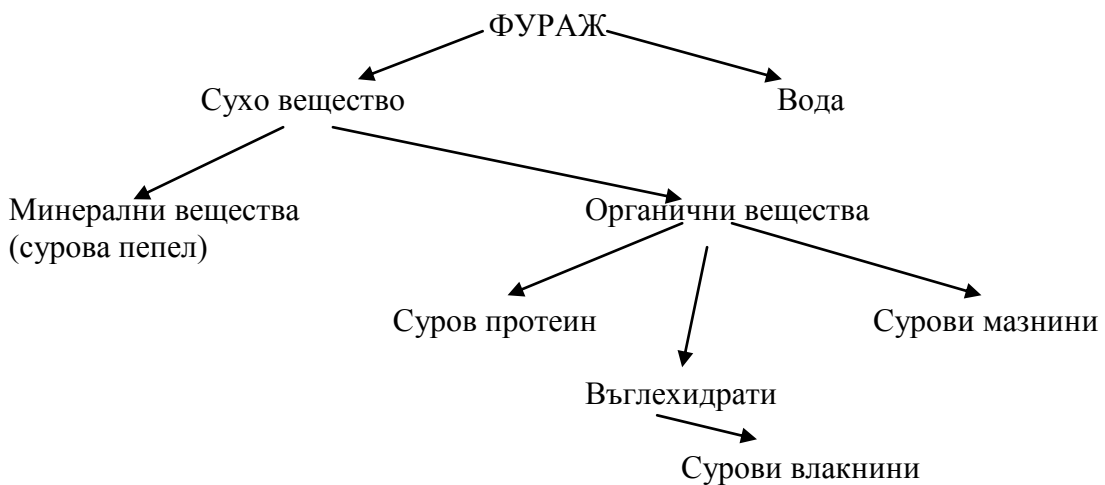 ФУРАЖ
Сухо вещество
Вода
Минерални вещества
(сурова пепел)
Органични вещества
Суров протеин
Сурови мазнини
Въглехидрати
Сурови влакнини